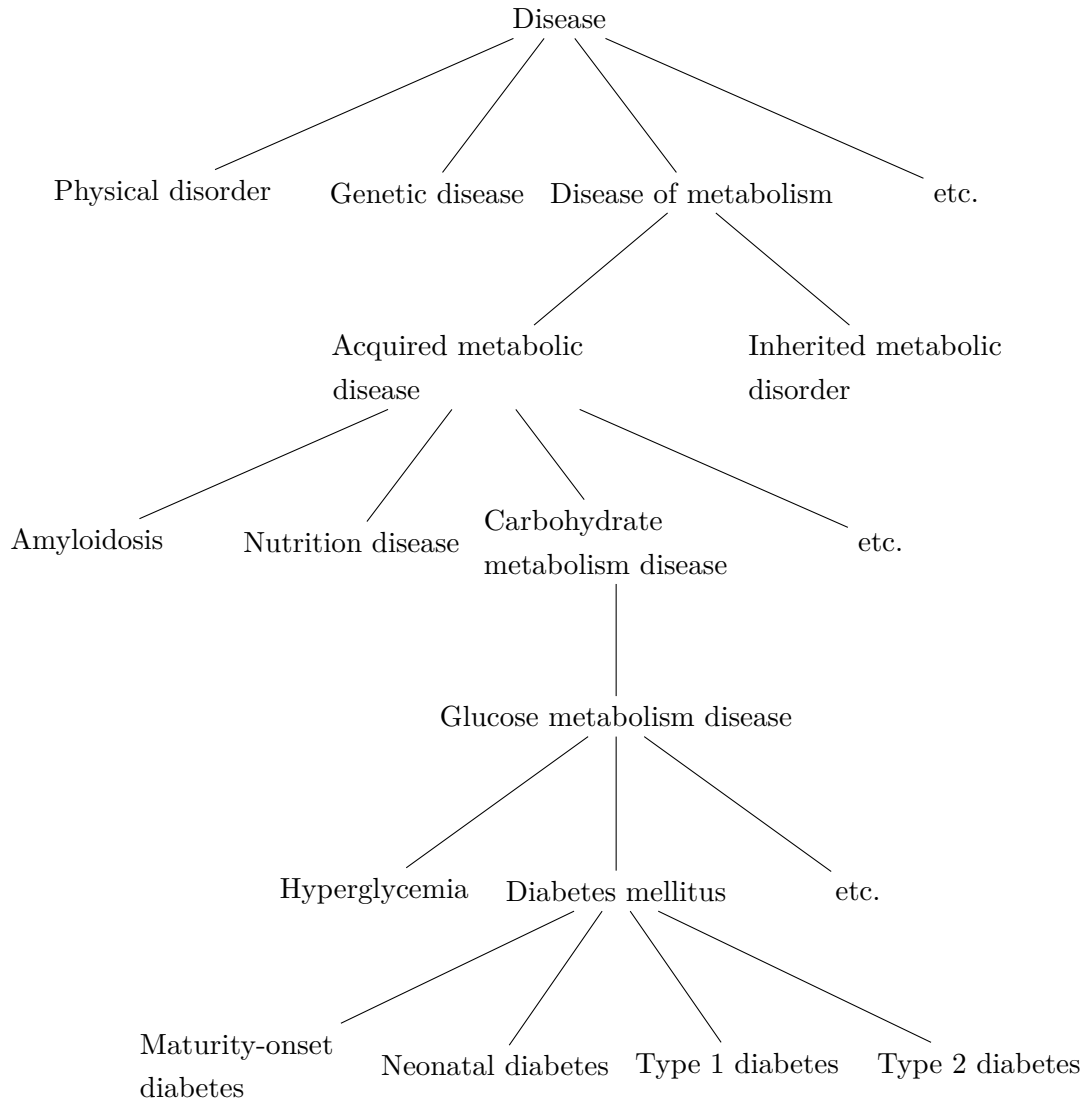 Disease
Physical disorder
Genetic disease
Disease of metabolism
etc.
Acquired metabolic
disease
Inherited metabolic
disorder
Amyloidosis
Nutrition disease
Carbohydrate
metabolism disease
etc.
Glucose metabolism disease
Hyperglycemia
Diabetes mellitus
etc.
Maturity-onset
diabetes
Neonatal diabetes
Type 1 diabetes
Type 2 diabetes